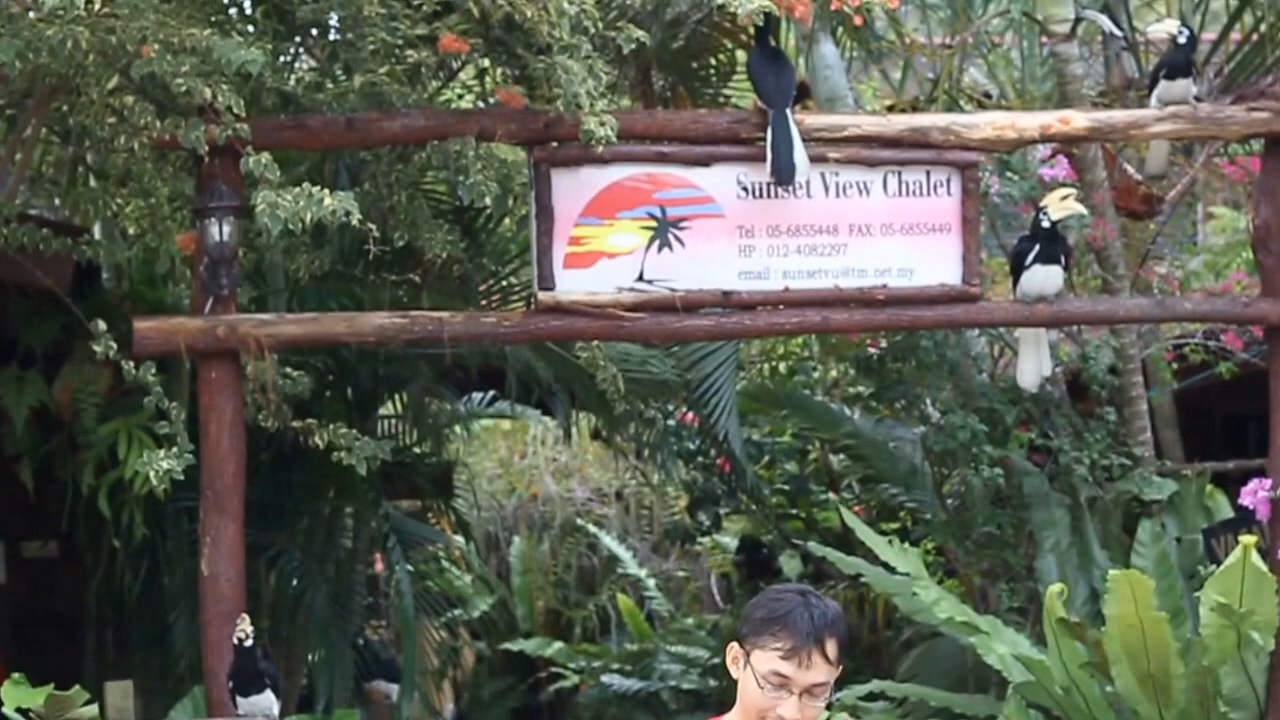 Sunset View Chalet
Tel : 05-6855448 FAX: 05-6855449
HP : 012-4082297
email : sunsetvu@tm.net.my